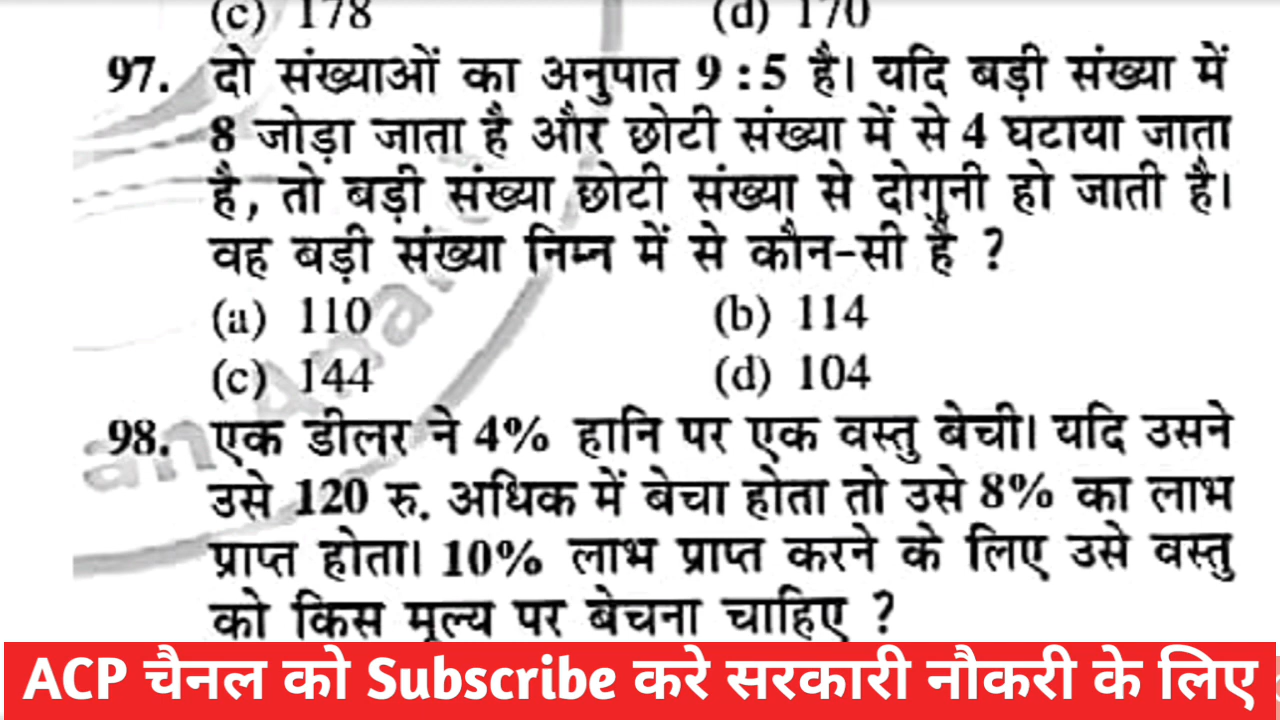 (c) 178 (d) 170
97. दो संख्याओं का अनुपात 9 : 5 है। यदि बड़ी संख्या में
8 जोड़ा जाता है और छोटी संख्या में से 4 घटाया जाता
है, तो बड़ी संख्या छोटी संख्या से दोगुनी हो जाती है।
वह बड़ी संख्या निम्न में से कौन-सी है ?
(a) 110 (b) 114
(c) 144 (d) 104
98. एक डीलर ने 4% हानि पर एक वस्तु बेची। यदि उसने
उसे 120 रु. अधिक में बेचा होता तो उसे 8% का लाभ
प्राप्त होता। 10% लाभ प्राप्त करने के लिए उसे वस्तु
को किस मूल्य पर बेचना चाहिए ?
ACP चैनल को Subscribe करे सरकारी नौकरी के लिए